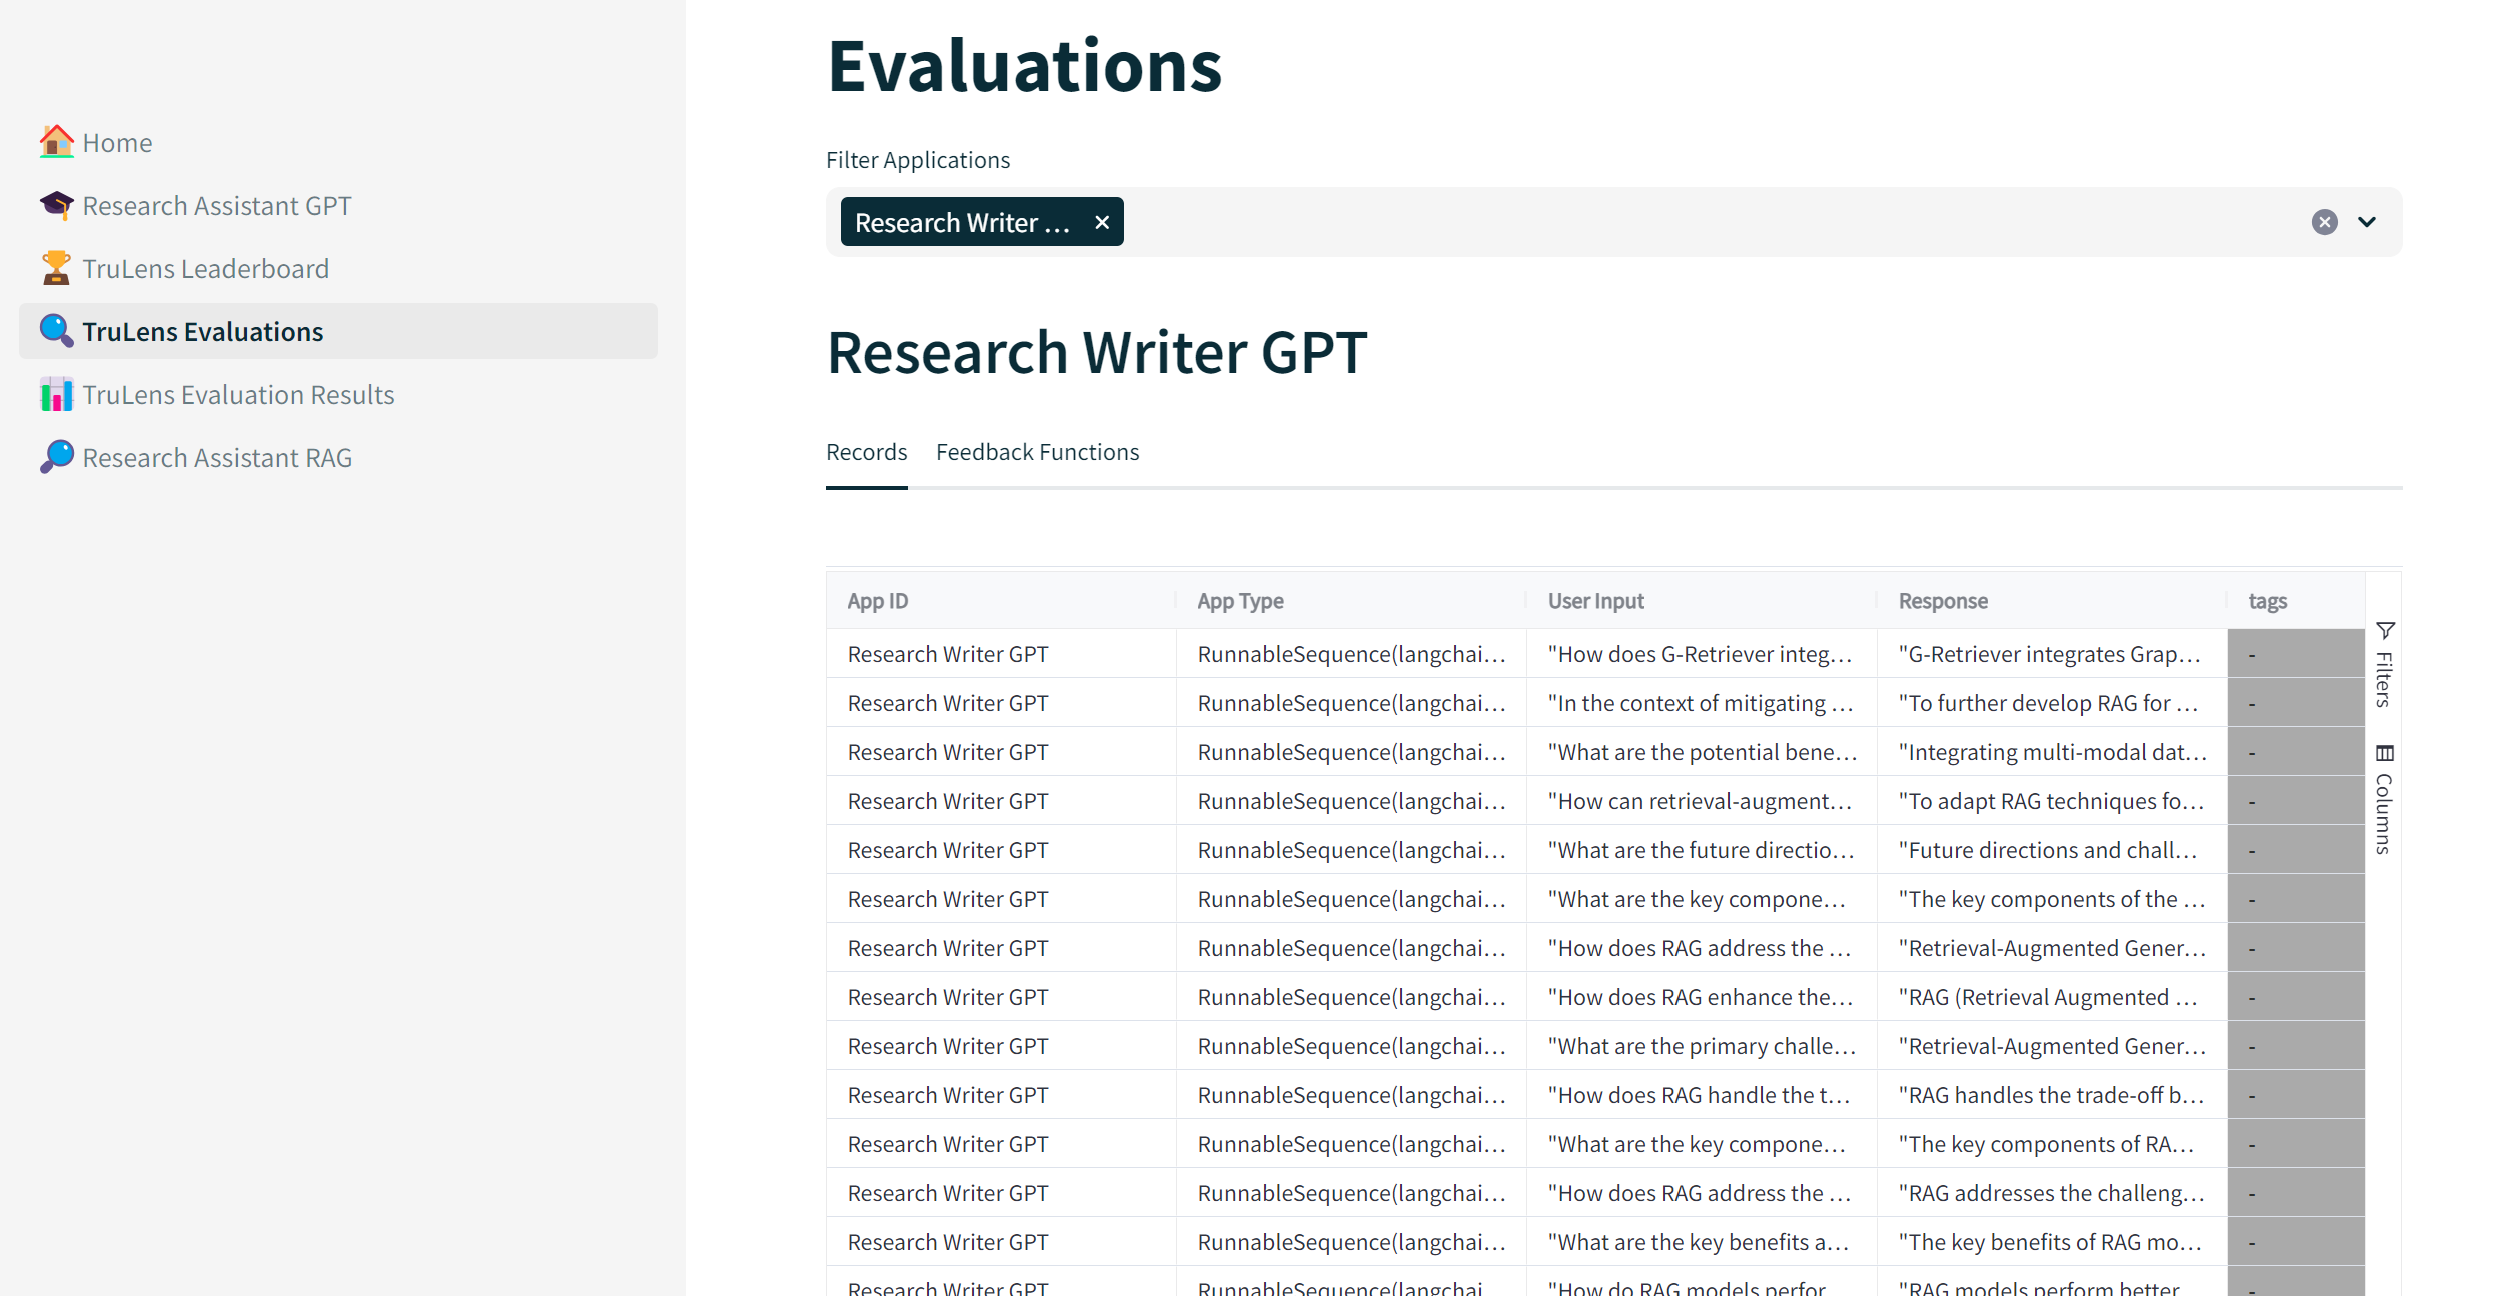 Home
Research Assistant GPT
TruLens Leaderboard
TruLens Evaluations
TruLens Evaluation Results
Research Assistant RAG
Evaluations
Filter Applications
Research Writer ...
Research Writer GPT
Records Feedback Functions
App ID App Type User Input Response tags
Research Writer GPT RunnableSequence(langchai... "How does G-Retriever integ... "G-Retriever integrates Grap... -
Research Writer GPT RunnableSequence(langchai... "In the context of mitigating ... "To further develop RAG for ... -
Research Writer GPT RunnableSequence(langchai... "What are the potential bene... "Integrating multi-modal dat... -
Research Writer GPT RunnableSequence(langchai... "How can retrieval-augment... "To adapt RAG techniques fo... -
Research Writer GPT RunnableSequence(langchai... "What are the future directio... "Future directions and chall... -
Research Writer GPT RunnableSequence(langchai... "What are the key compone... "The key components of the ... -
Research Writer GPT RunnableSequence(langchai... "How does RAG address the ... "Retrieval-Augmented Gener... -
Research Writer GPT RunnableSequence(langchai... "How does RAG enhance the... "RAG (Retrieval Augmented ... -
Research Writer GPT RunnableSequence(langchai... "What are the primary challe... "Retrieval-Augmented Gener... -
Research Writer GPT RunnableSequence(langchai... "How does RAG handle the t... "RAG handles the trade-off b... -
Research Writer GPT RunnableSequence(langchai... "What are the key compone... "The key components of RA... -
Research Writer GPT RunnableSequence(langchai... "How does RAG address the ... "RAG addresses the challeng... -
Research Writer GPT RunnableSequence(langchai... "What are the key benefits a... "The key benefits of RAG mo... -
Research Writer GPT RunnableSequence(langchai... "How do RAG models perfor... "RAG models perform better... -
Filters
Columns